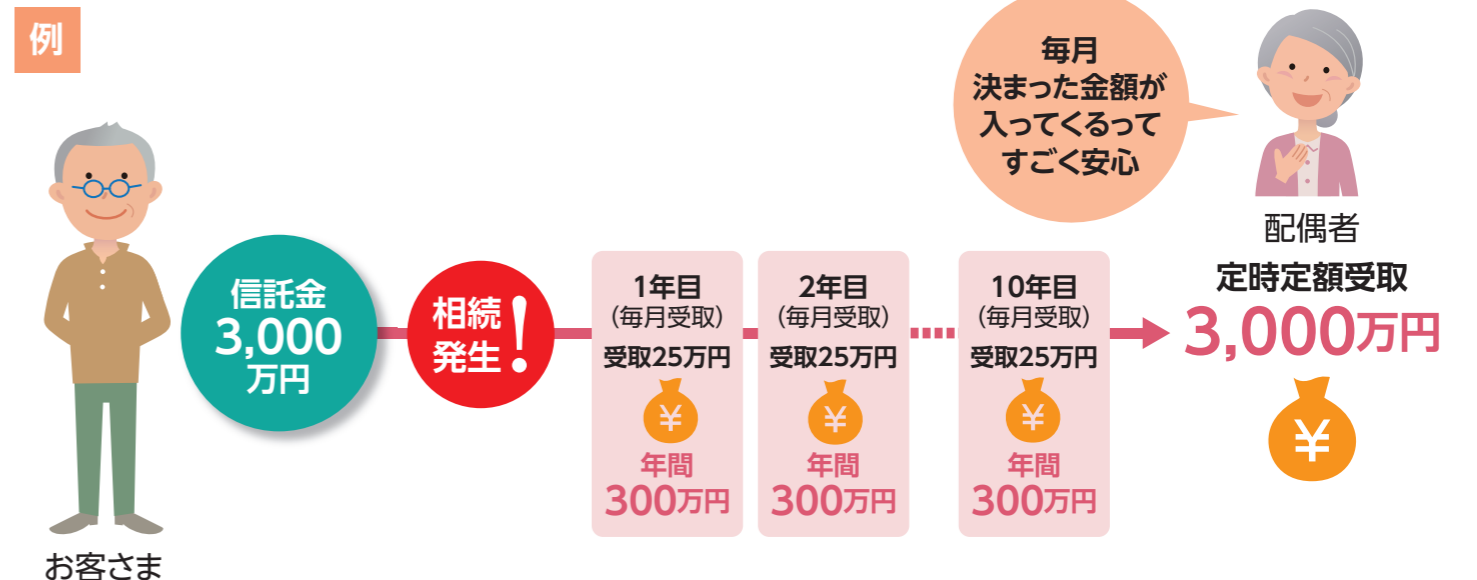 例
お客さま
信託金
3,000
万円
相続
発生!
1年目
(毎月受取)
受取25万円
¥
年間
300万円
2年目
(毎月受取)
受取25万円
¥
年間
300万円
10年目
(毎月受取)
受取25万円
¥
年間
300万円
毎月
決まった金額が
入ってくるって
すごく安心
配偶者
定時定額受取
3,000万円
¥